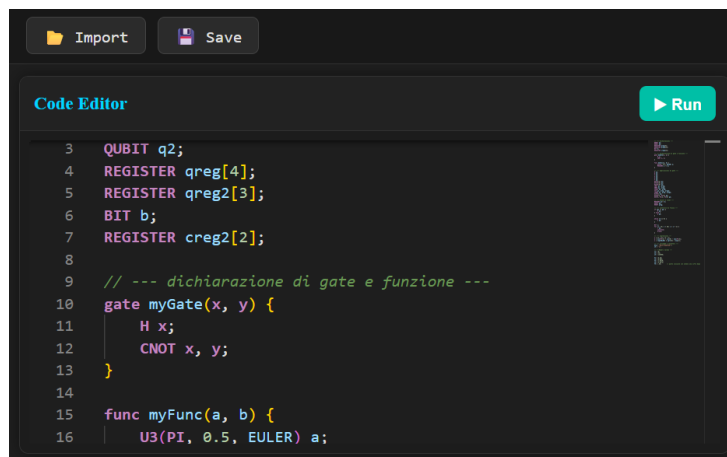 Import Save
Code Editor
Run
3 QUBIT q2;
4 REGISTER qreg[4];
5 REGISTER qreg2[3];
6 BIT b;
7 REGISTER creg2[2];
8
9 // --- dichiarazione di gate e funzione ---
10 gate myGate(x, y) {
11 H x;
12 CNOT x, y;
13 }
14
15 func myFunc(a, b) {
16 U3(PI, 0.5, EULER) a;